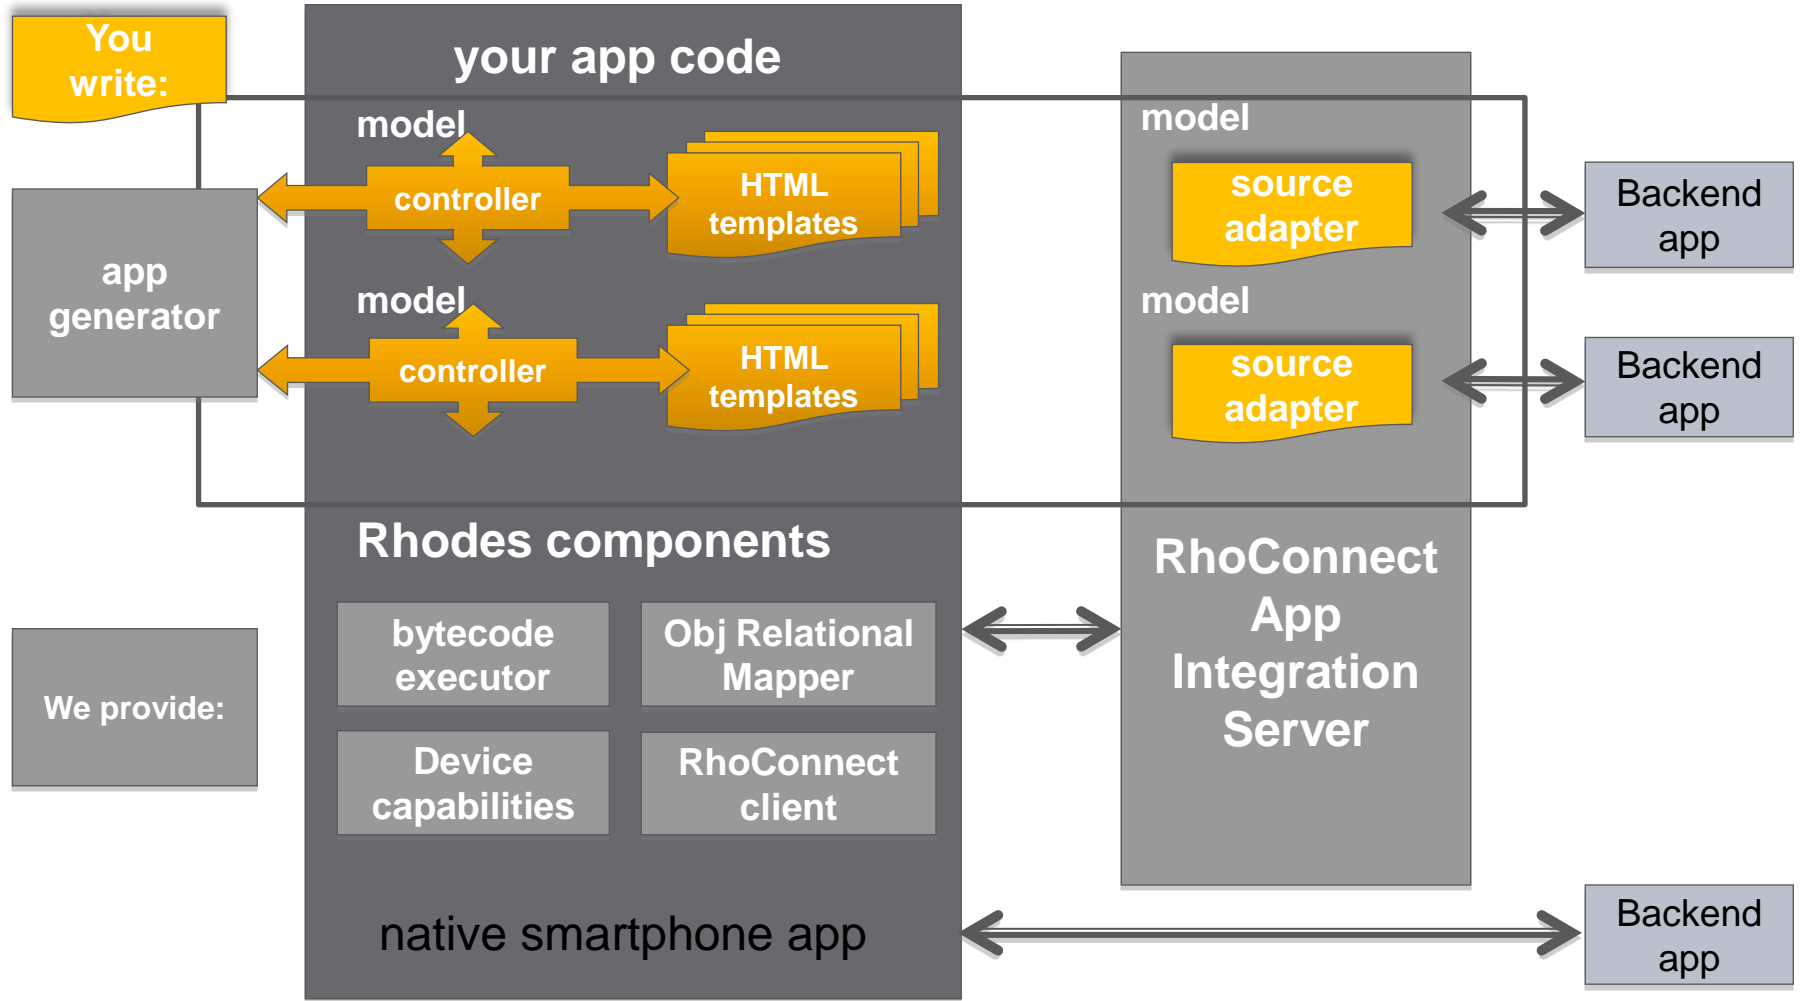 You
write:
your app code
model
controller
HTML
templates
model
source
adapter
Backend
app
app
generator
model
controller
HTML
templates
model
source
adapter
Backend
app
Rhodes components
bytecode
executor
Obj Relational
Mapper
Device
capabilities
RhoConnect
client
We provide:
RhoConnect
App
Integration
Server
native smartphone app
Backend
app